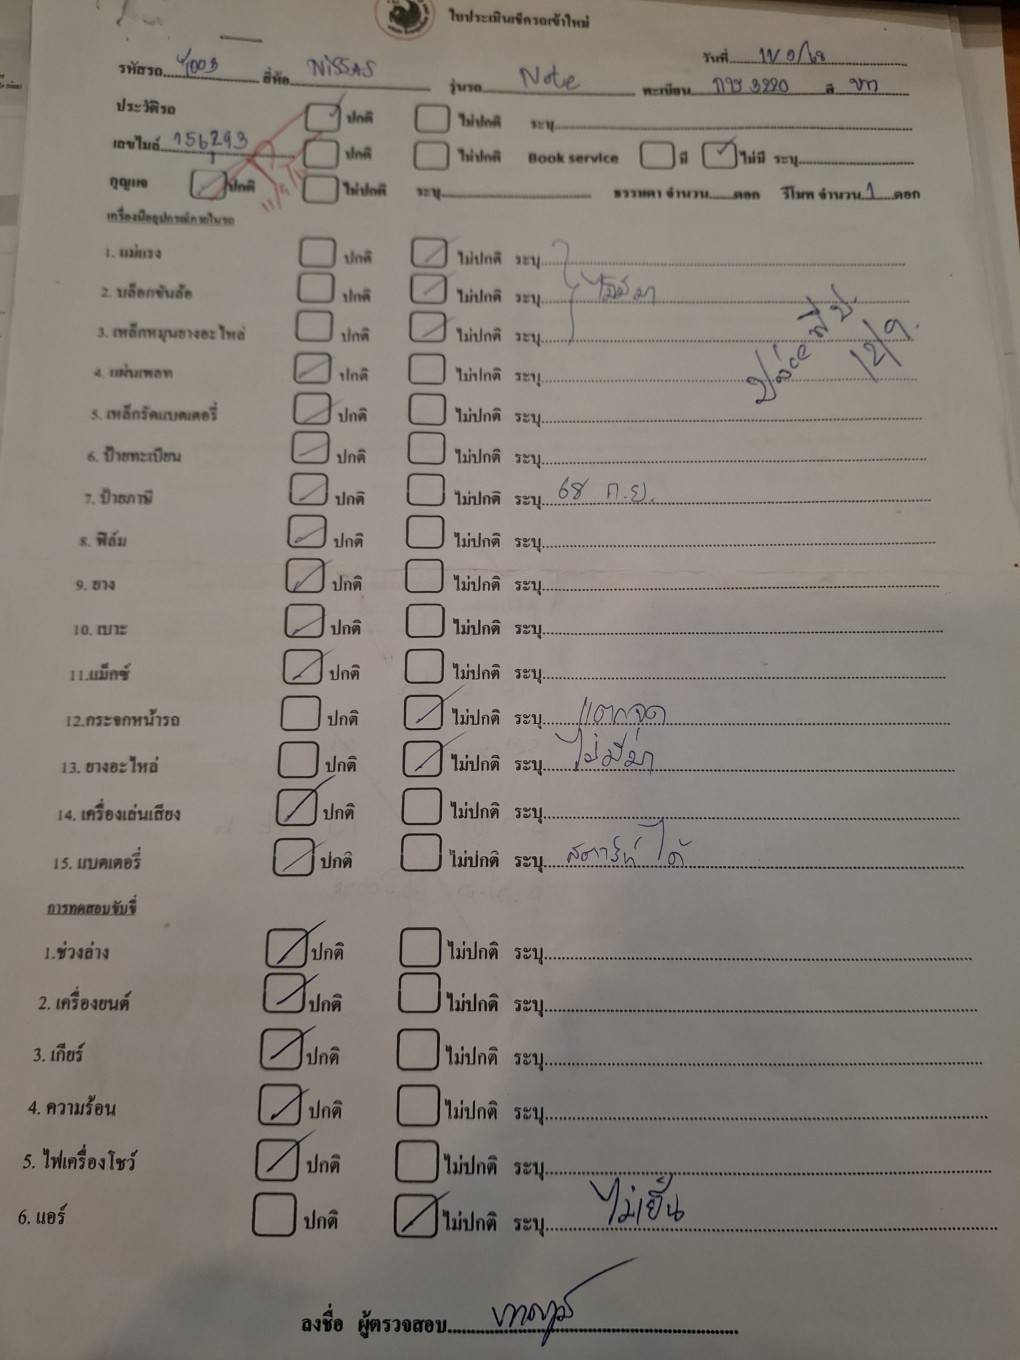 ใบประเมินเช็ครถเข้าใหม่
วันที่
รหัสรถ ยี่ห้อ NISSAN รุ่นรถ Note ทะเบียน 3220 สี ขาว
ประวัติรถ ปกติ ไม่ปกติ ระบุ
เลขไมล์ 156293 ปกติ ไม่ปกติ Book service มี ไม่มี ระบุ
กุญแจ ปกติ ไม่ปกติ ระบุ ธรรมดา จำนวน ดอก รีโมท จำนวน 1 ดอก
เครื่องมืออุปกรณ์ภายในรถ
1. แม่แรง ปกติ ไม่ปกติ ระบุ
2. บล็อกขันล้อ ปกติ ไม่ปกติ ระบุ ไม่มีมา
3. เหล็กหมุนยางอะไหล่ ปกติ ไม่ปกติ ระบุ
4. แผ่นเพลท ปกติ ไม่ปกติ ระบุ
5. เหล็กรัดแบตเตอรี่ ปกติ ไม่ปกติ ระบุ
6. ป้ายทะเบียน ปกติ ไม่ปกติ ระบุ
7. ป้ายภาษี ปกติ ไม่ปกติ ระบุ 68 ก.ย.
8. ฟิล์ม ปกติ ไม่ปกติ ระบุ
9. ยาง ปกติ ไม่ปกติ ระบุ
10. เบาะ ปกติ ไม่ปกติ ระบุ
11.แม็กซ์ ปกติ ไม่ปกติ ระบุ
12.กระจกหน้ารถ ปกติ ไม่ปกติ ระบุ แตกจุด
13. ยางอะไหล่ ปกติ ไม่ปกติ ระบุ ไม่มีมา
14. เครื่องเล่นเสียง ปกติ ไม่ปกติ ระบุ
15. แบตเตอรี่ ปกติ ไม่ปกติ ระบุ สตาร์ท ได้
การทดสอบขับขี่
1.ช่วงล่าง ปกติ ไม่ปกติ ระบุ
2. เครื่องยนต์ ปกติ ไม่ปกติ ระบุ
3. เกียร์ ปกติ ไม่ปกติ ระบุ
4. ความร้อน ปกติ ไม่ปกติ ระบุ
5. ไฟเครื่องโชว์ ปกติ ไม่ปกติ ระบุ
6. แอร์ ปกติ ไม่ปกติ ระบุ ไม่เย็น
ลงชื่อ ผู้ตรวจสอบ